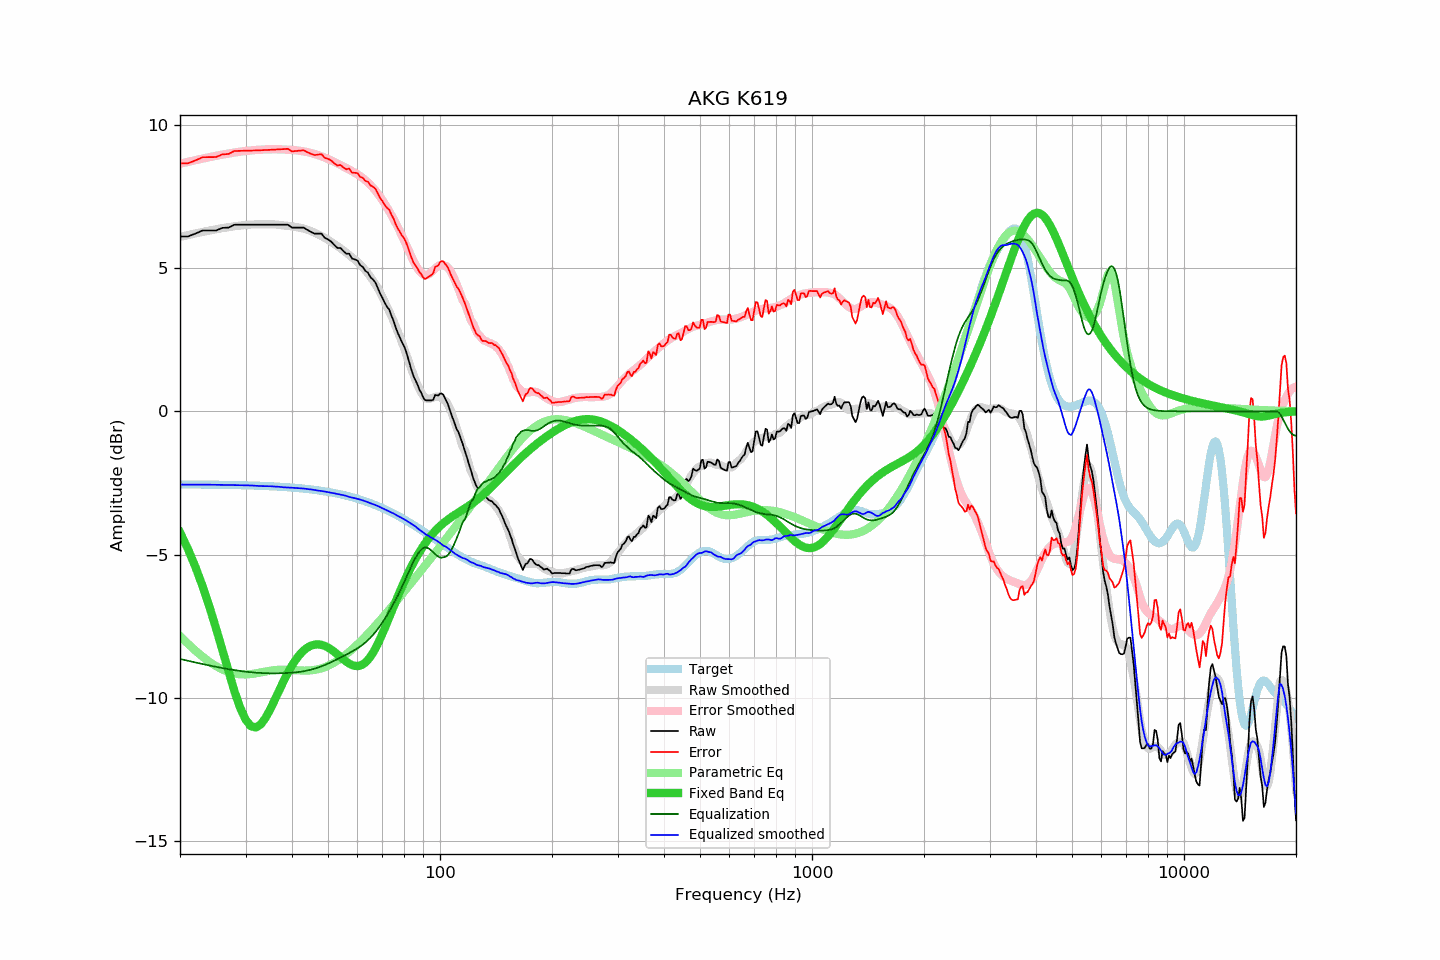 AKG K619
10
5
0
−5
−10
−15
Amplitude (dBr)
Target
Raw Smoothed
Error Smoothed
Raw
Error
Parametric Eq
Fixed Band Eq
Equalization
Equalized smoothed
100
1000
10000
Frequency (Hz)